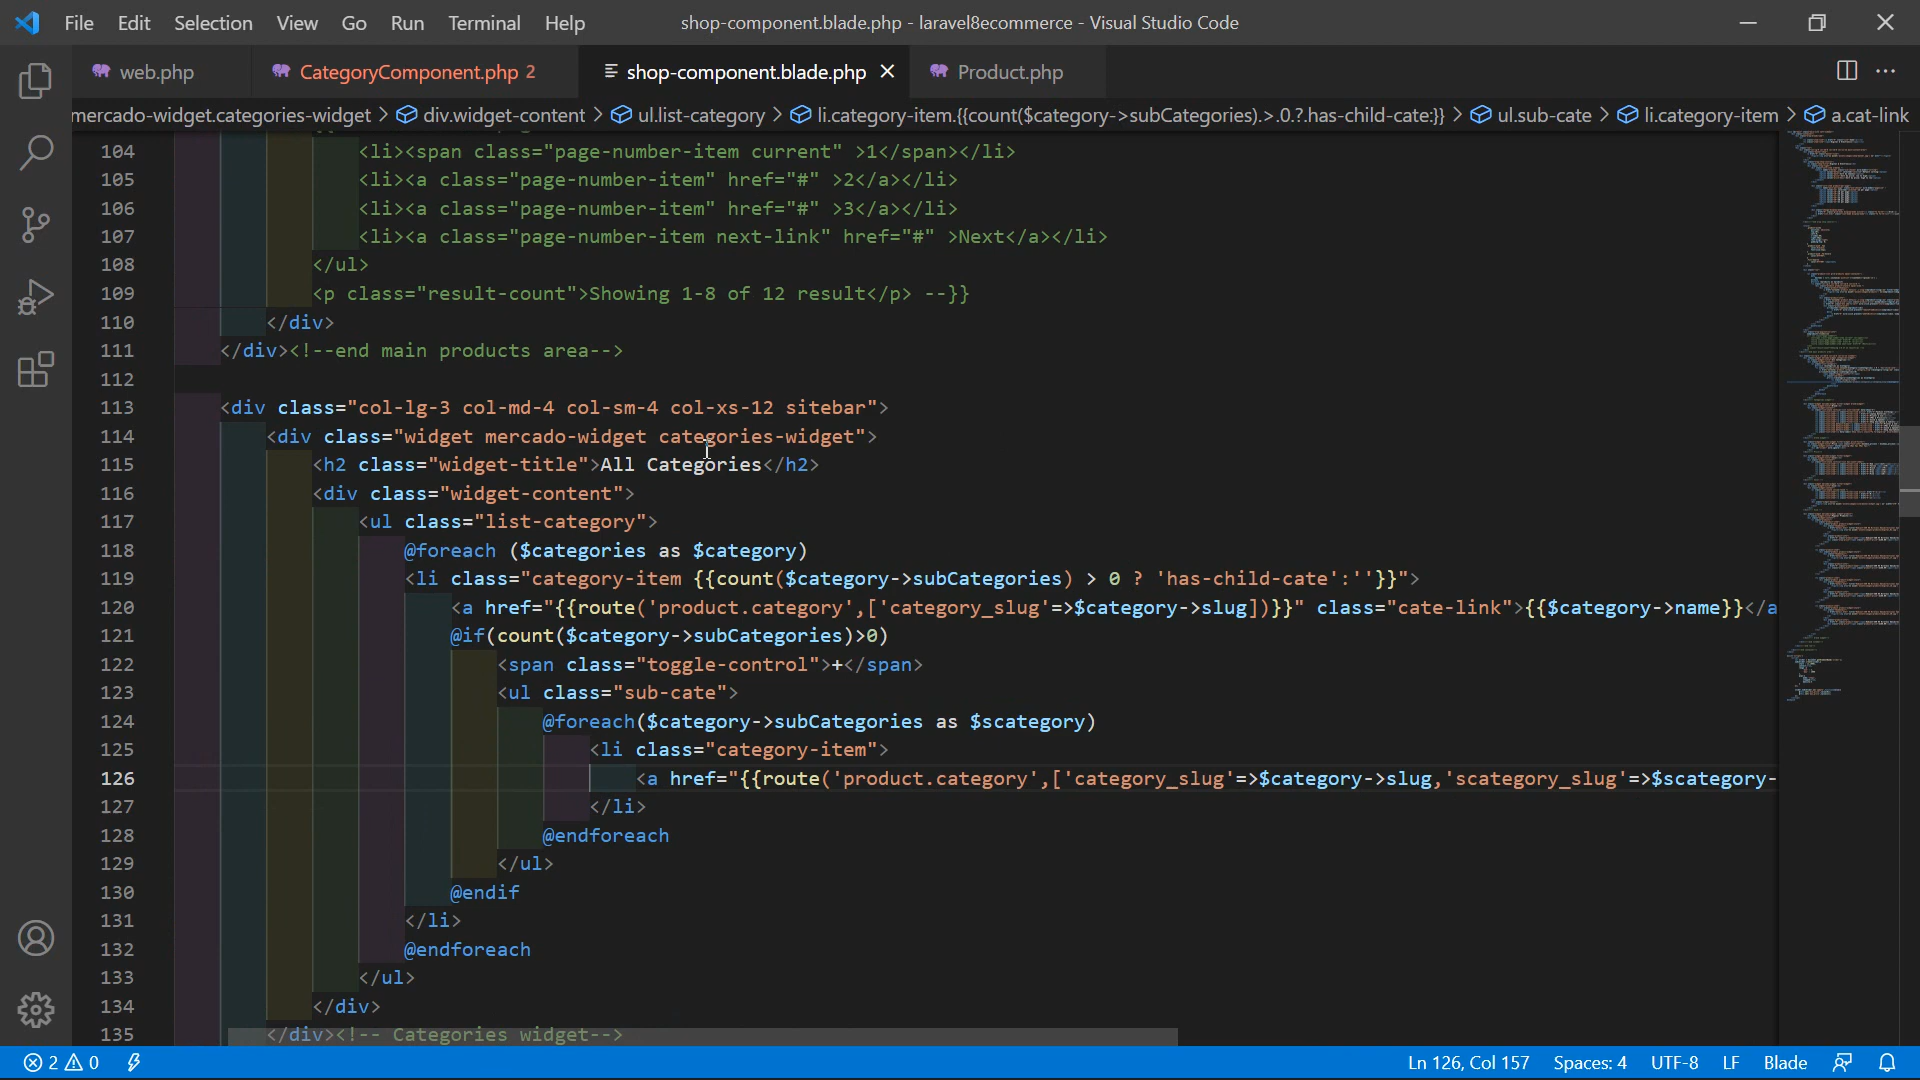 File Edit Selection View Go Run Terminal Help shop-component.blade.php - laravel8ecommerce - Visual Studio Code
web.php CategoryComponent.php 2 shop-component.blade.php Product.php
mercado-widget.categories-widget > div.widget-content > ul.list-category > li.category-item.{{count($category->subCategories).>.0.?.has-child-cate:}} > ul.sub-cate > li.category-item > a.cat-link
104 <li><span class="page-number-item current" >1</span></li>
105 <li><a class="page-number-item" href="#" >2</a></li>
106 <li><a class="page-number-item" href="#" >3</a></li>
107 <li><a class="page-number-item next-link" href="#" >Next</a></li>
108 </ul>
109 <p class="result-count">Showing 1-8 of 12 result</p> --}}
110 </div>
111 </div><!--end main products area-->
112
113 <div class="col-lg-3 col-md-4 col-sm-4 col-xs-12 sitebar">
114 <div class="widget mercado-widget categories-widget">
115 <h2 class="widget-title">All Categories</h2>
116 <div class="widget-content">
117 <ul class="list-category">
118 @foreach ($categories as $category)
119 <li class="category-item {{count($category->subCategories) > 0 ? 'has-child-cate':''}}">
120 <a href="{{route('product.category',['category_slug'=>$category->slug])}}" class="cate-link">{{$category->name}}</a
121 @if(count($category->subCategories)>0)
122 <span class="toggle-control">+</span>
123 <ul class="sub-cate">
124 @foreach($category->subCategories as $scategory)
125 <li class="category-item">
126 <a href="{{route('product.category',['category_slug'=>$category->slug,'scategory_slug'=>$scategory-
127 </li>
128 @endforeach
129 </ul>
130 @endif
131 </li>
132 @endforeach
133 </ul>
134 </div>
135 </div><!-- Categories widget-->
2 0 Ln 126, Col 157 Spaces: 4 UTF-8 LF Blade